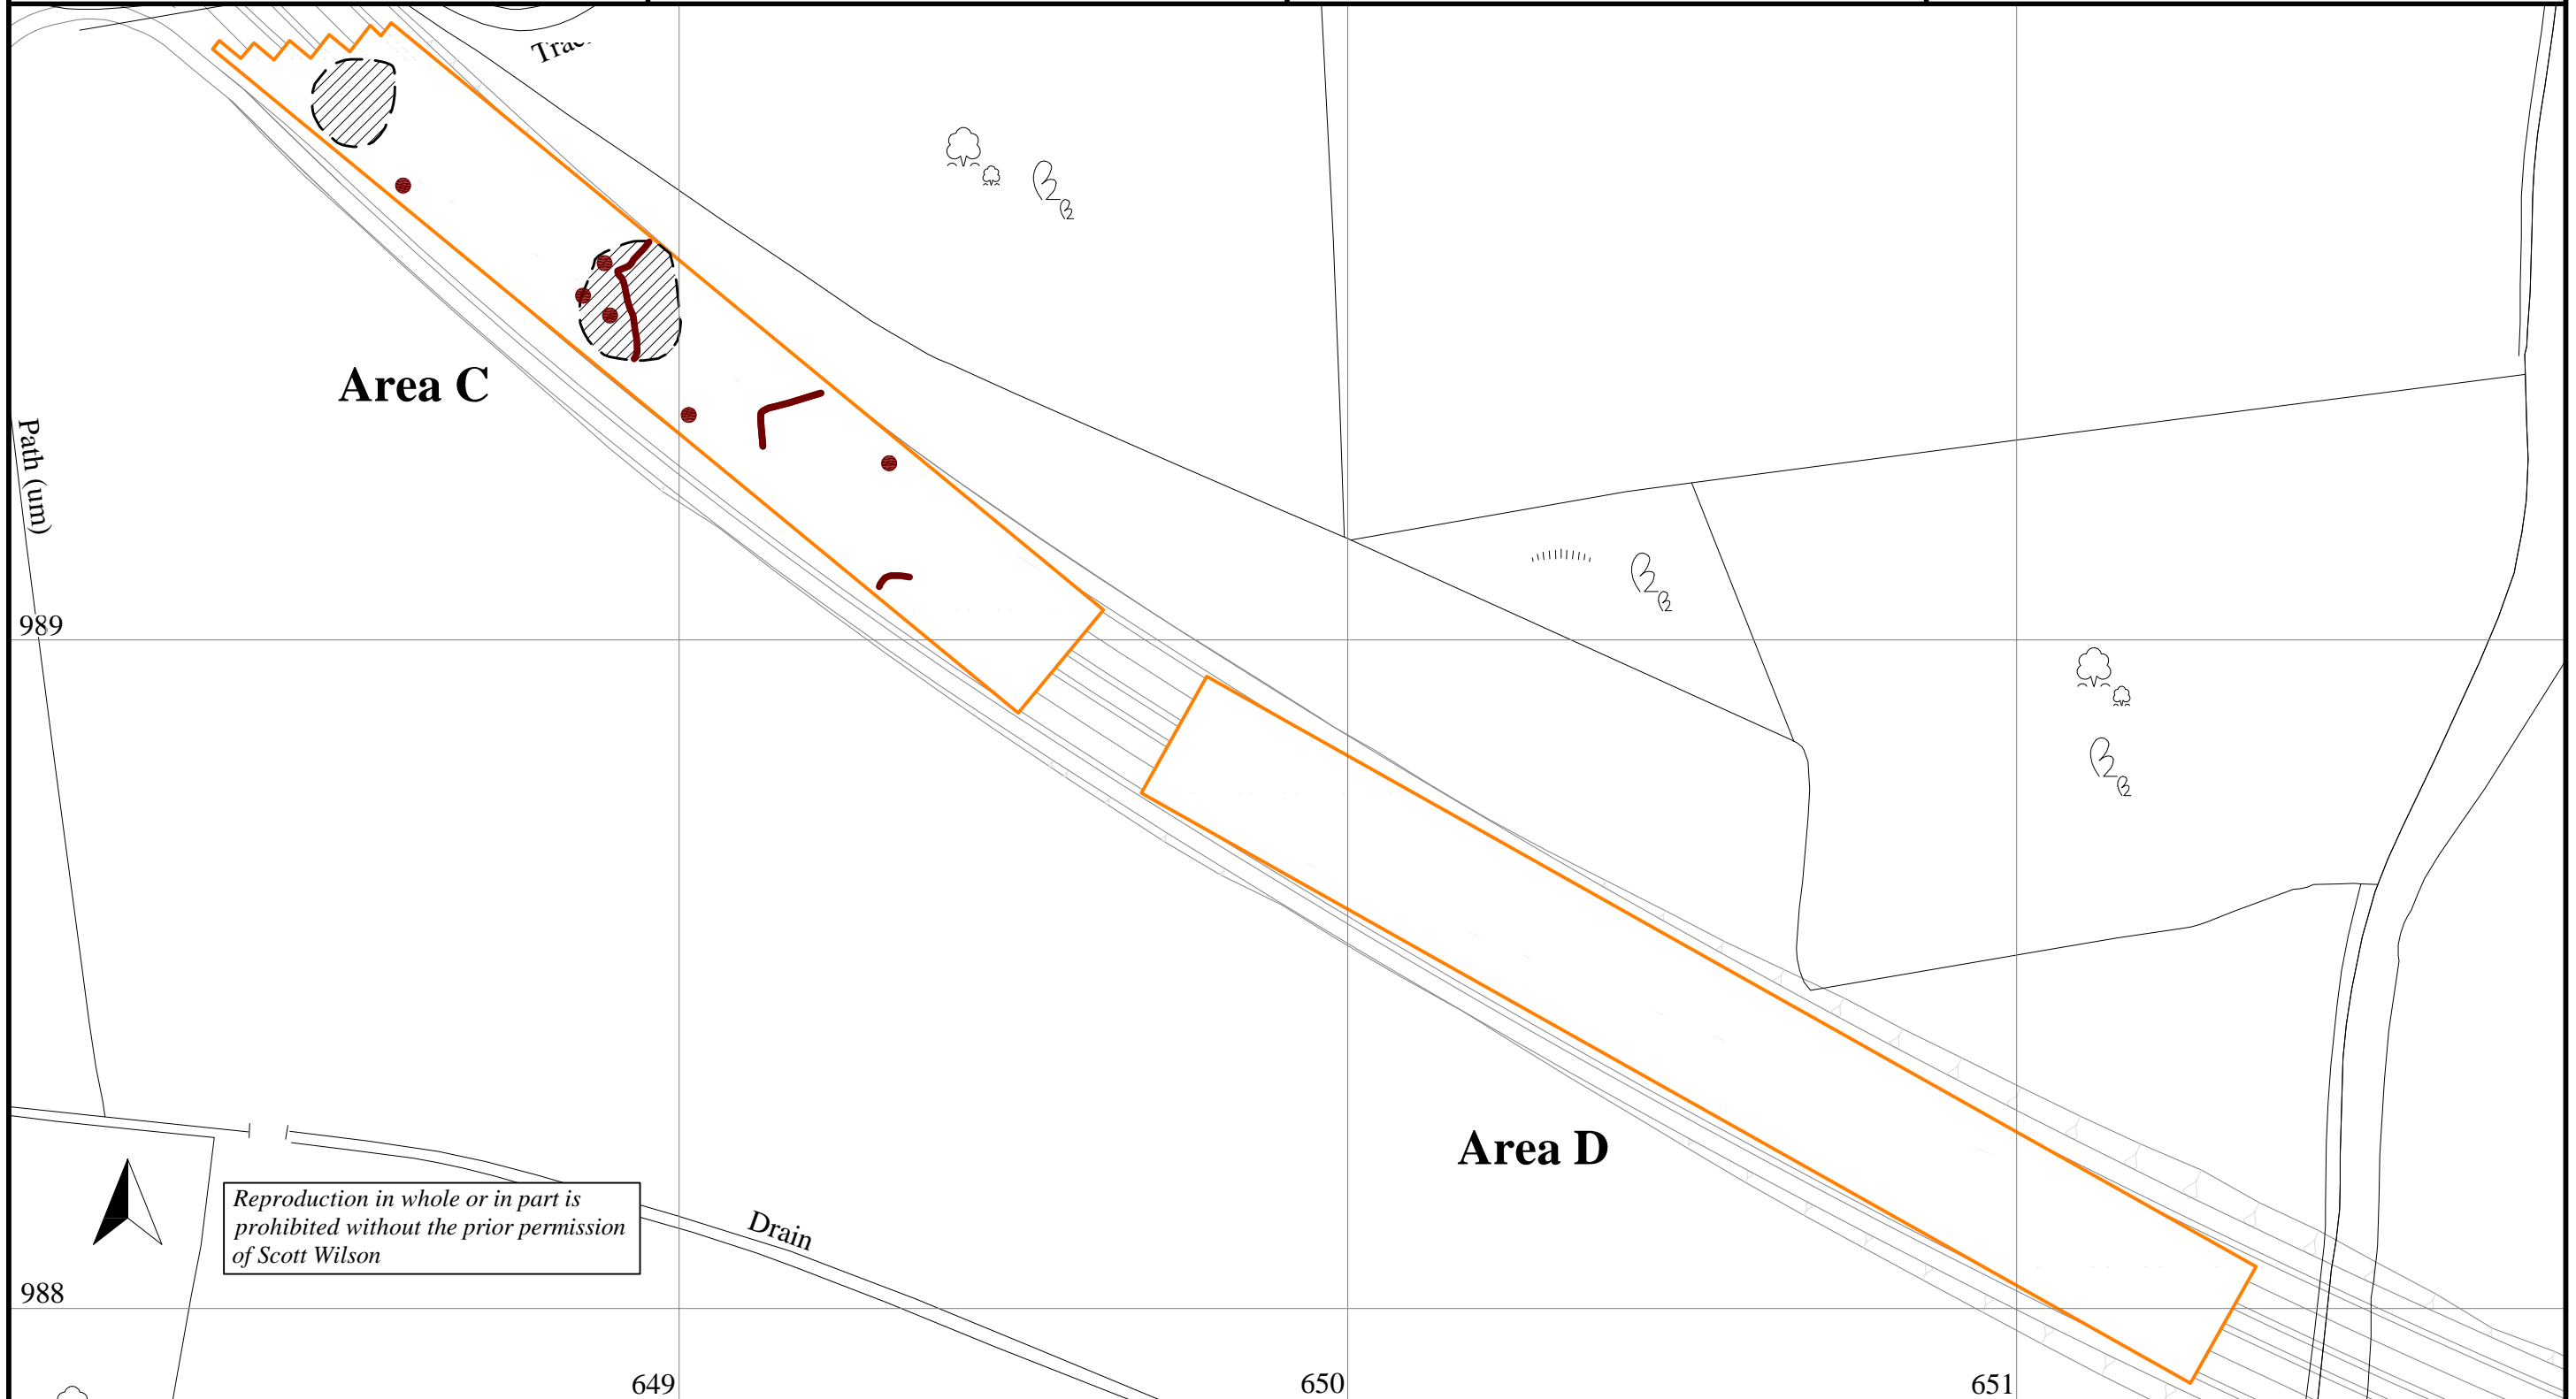 Area C
Path (um)
989
Area D
Reproduction in whole or in part is
prohibited without the prior permission
of Scott Wilson
Drain
988
649
650
651